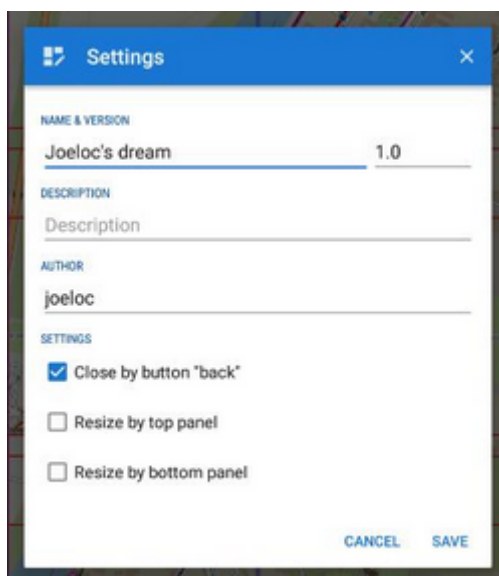 Settings
NAME & VERSION
Joeloc's dream 1.0
DESCRIPTION
Description
AUTHOR
joeloc
SETTINGS
Close by button "back"
Resize by top panel
Resize by bottom panel
CANCEL SAVE